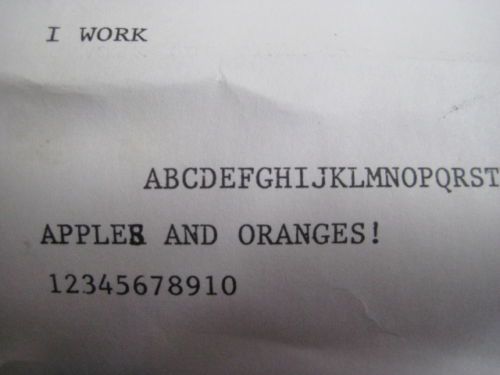 I WORK
ABCDEFGHIJKLMNOPQRST
APPLES AND ORANGES!
12345678910